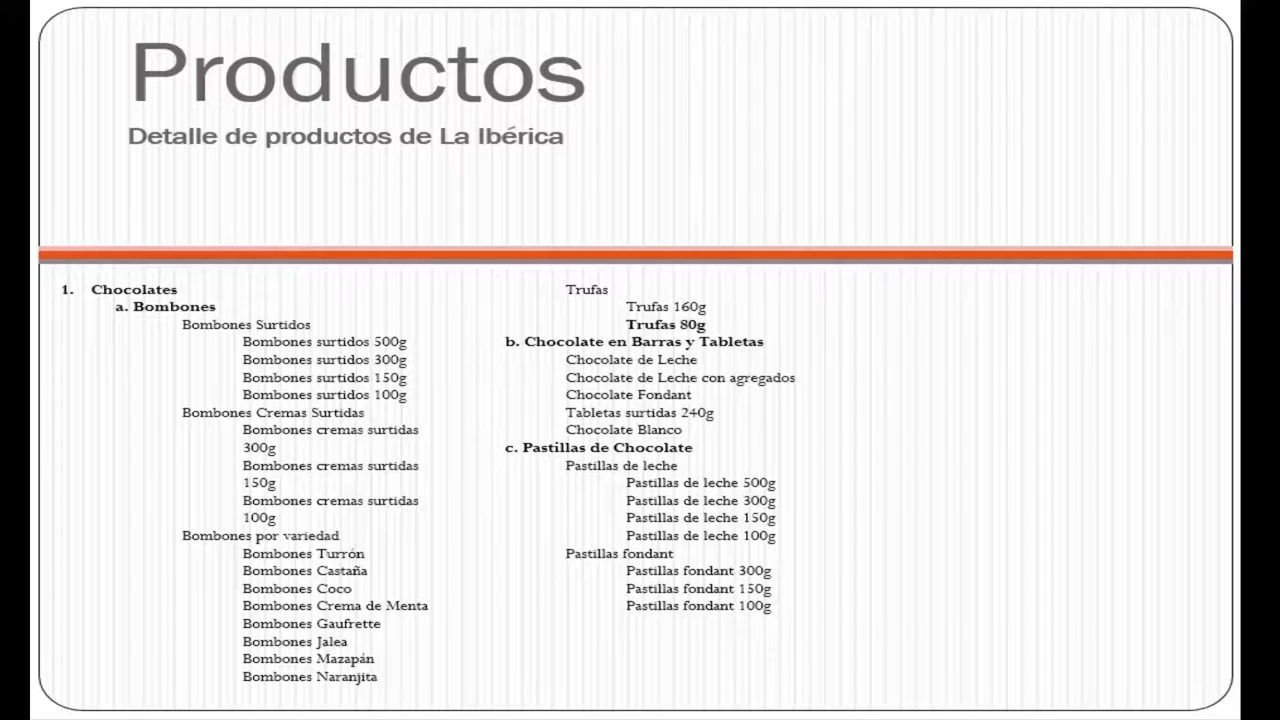 Productos
Detalle de productos de La Ibérica
1. Chocolates
a. Bombones
Bombones Surtidos
Bombones surtidos 500g
Bombones surtidos 300g
Bombones surtidos 150g
Bombones surtidos 100g
Bombones Cremas Surtidas
Bombones cremas surtidas
300g
Bombones cremas surtidas
150g
Bombones cremas surtidas
100g
Bombones por variedad
Bombones Turrón
Bombones Castaña
Bombones Coco
Bombones Crema de Menta
Bombones Gaufrette
Bombones Jalea
Bombones Mazapán
Bombones Naranjita
Trufas
Trufas 160g
Trufas 80g
b. Chocolate en Barras y Tabletas
Chocolate de Leche
Chocolate de Leche con agregados
Chocolate Fondant
Tabletas surtidas 240g
Chocolate Blanco
c. Pastillas de Chocolate
Pastillas de leche
Pastillas de leche 500g
Pastillas de leche 300g
Pastillas de leche 150g
Pastillas de leche 100g
Pastillas fondant
Pastillas fondant 300g
Pastillas fondant 150g
Pastillas fondant 100g